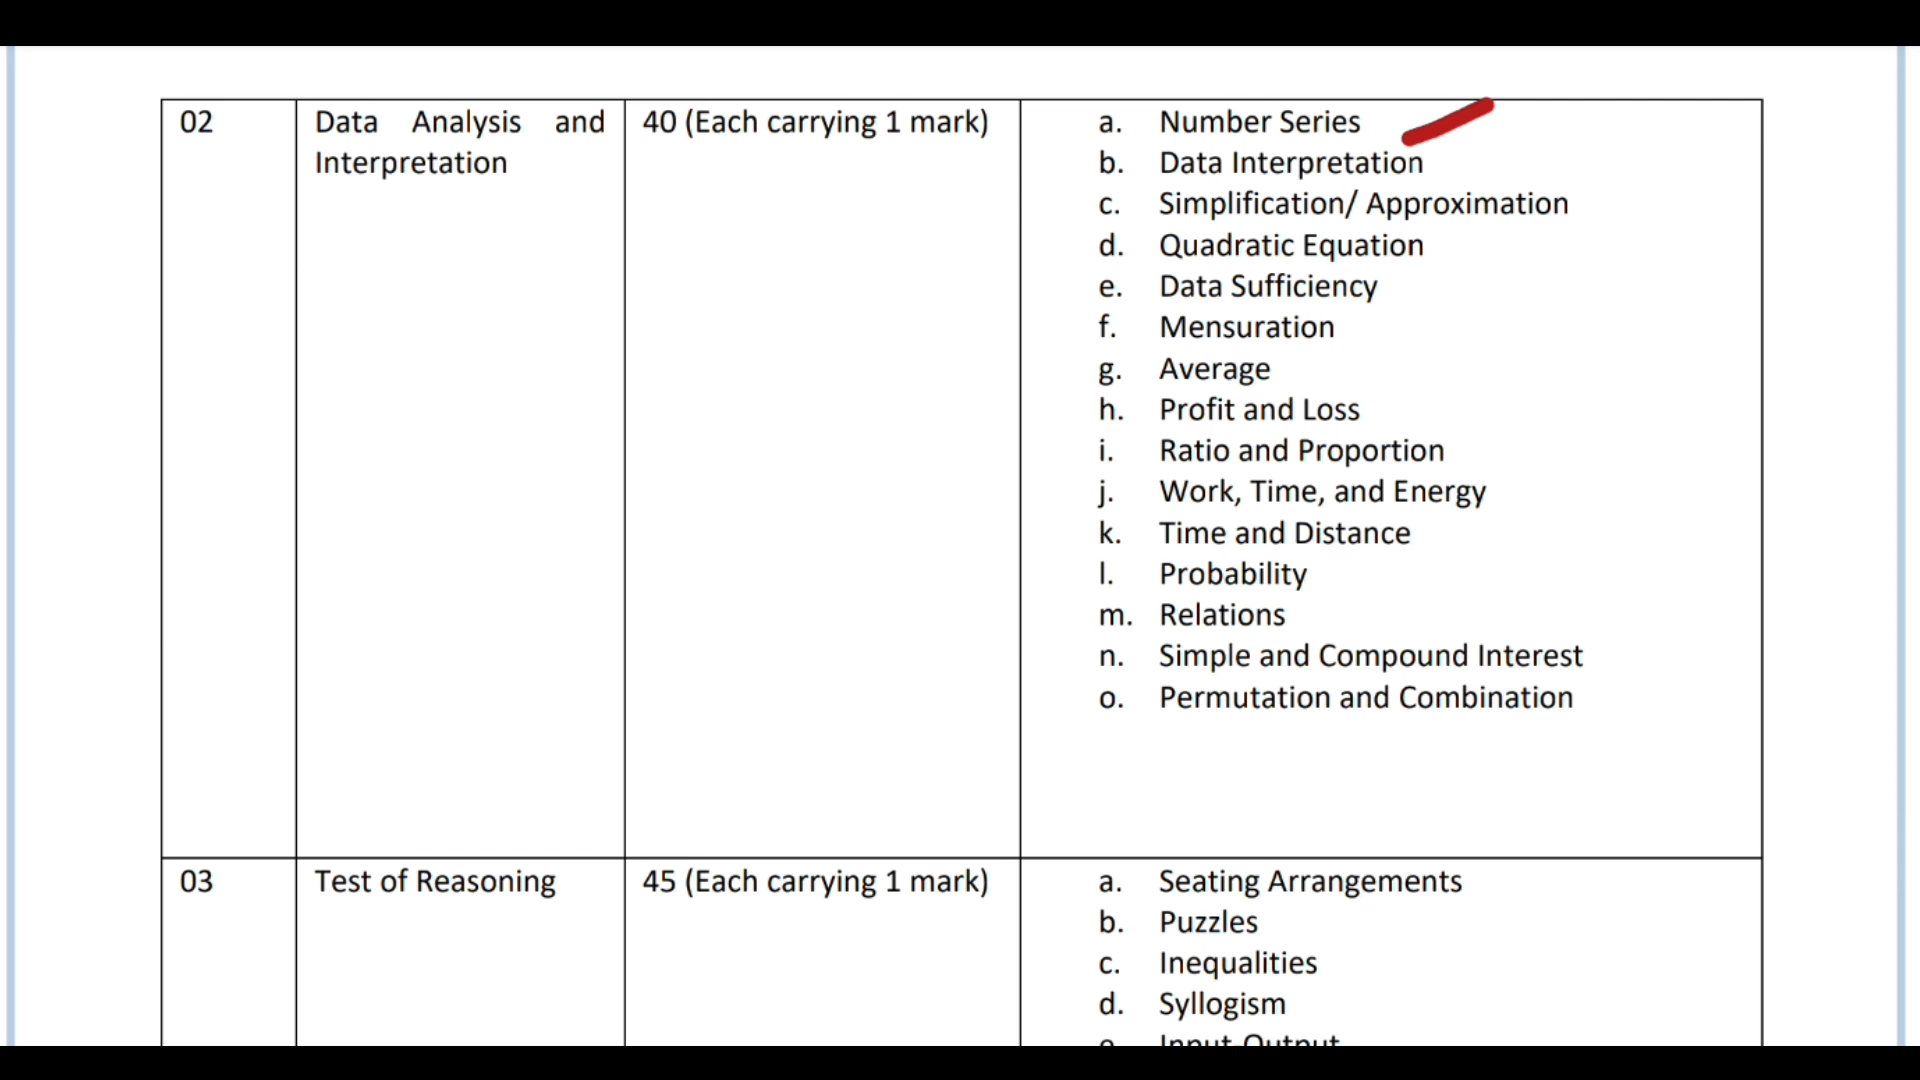 02
Data Analysis and
Interpretation
40 (Each carrying 1 mark)
a. Number Series
b. Data Interpretation
c. Simplification/ Approximation
d. Quadratic Equation
e. Data Sufficiency
f. Mensuration
g. Average
h. Profit and Loss
i. Ratio and Proportion
j. Work, Time, and Energy
k. Time and Distance
l. Probability
m. Relations
n. Simple and Compound Interest
o. Permutation and Combination
03
Test of Reasoning
45 (Each carrying 1 mark)
a. Seating Arrangements
b. Puzzles
c. Inequalities
d. Syllogism
e. Input-Output